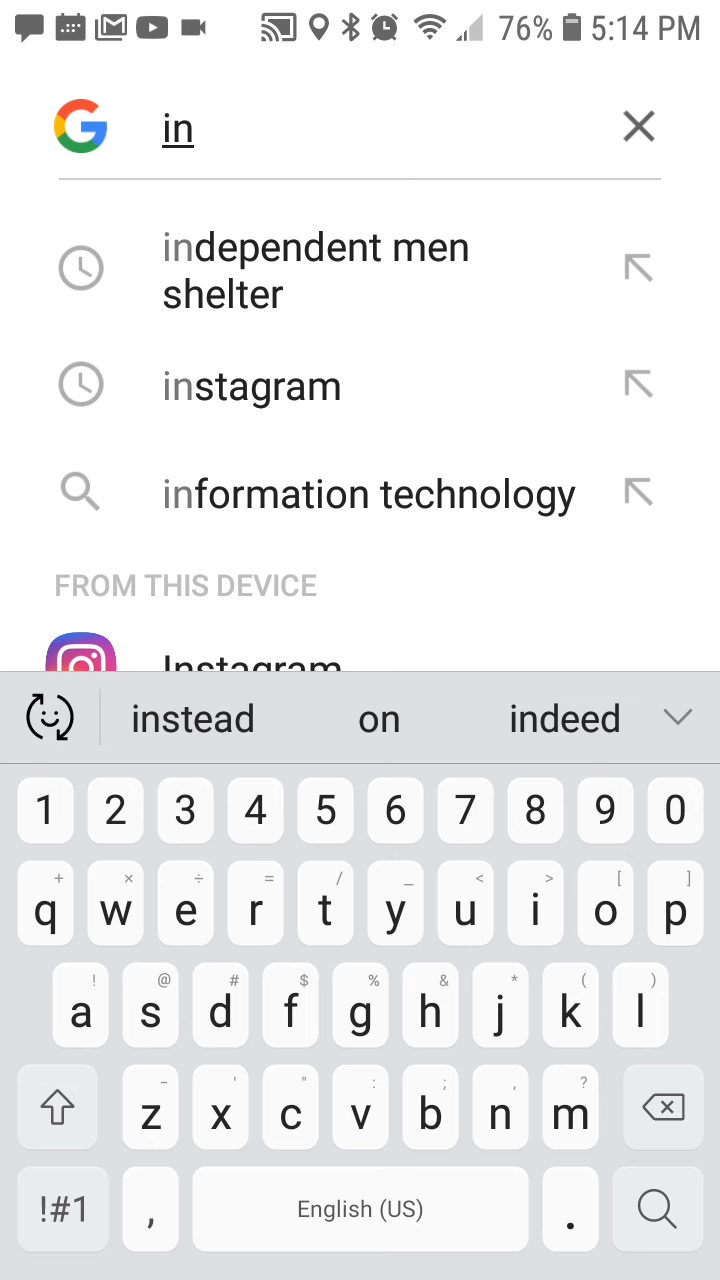 76% 5:14 PM
in
independent men
shelter
instagram
information technology
FROM THIS DEVICE
Instagram
instead on indeed
1 2 3 4 5 6 7 8 9 0
+ × ÷ = / _ < > [ ]
q w e r t y u i o p
! @ # $ % & * ( )
a s d f g h j k l
- ' " : ; , ?
z x c v b n m
!#1 , English (US) .